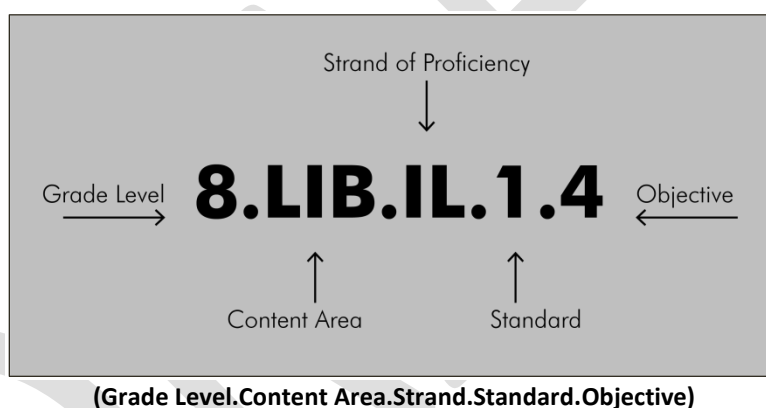 Strand of Proficiency
Grade Level 8.LIB.IL.1.4 Objective
Content Area Standard
(Grade Level.Content Area.Strand.Standard.Objective)